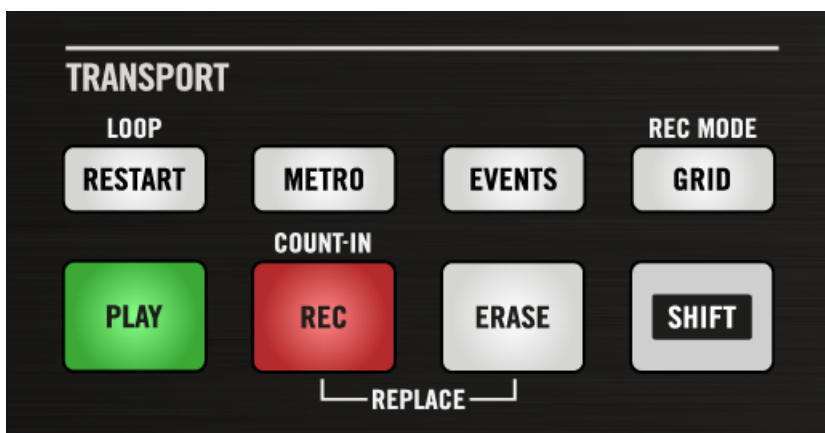 TRANSPORT
LOOP REC MODE
RESTART METRO EVENTS GRID
COUNT-IN
PLAY REC ERASE SHIFT
REPLACE